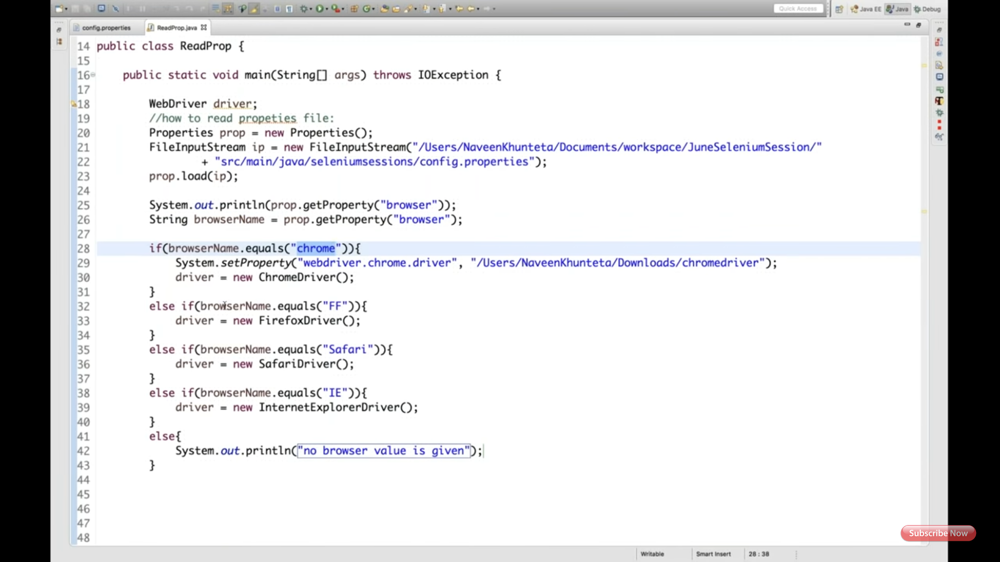 Quick Access
Java EE
Java
Debug
config.properties
ReadProp.java
14 public class ReadProp {
15
16 public static void main(String[] args) throws IOException {
17
18 WebDriver driver;
19 //how to read propeties file:
20 Properties prop = new Properties();
21 FileInputStream ip = new FileInputStream("/Users/NaveenKhunteta/Documents/workspace/JuneSeleniumSession/"
22 + "src/main/java/seleniumsessions/config.properties");
23 prop.load(ip);
24
25 System.out.println(prop.getProperty("browser"));
26 String browserName = prop.getProperty("browser");
27
28 if(browserName.equals("chrome")){
29 System.setProperty("webdriver.chrome.driver", "/Users/NaveenKhunteta/Downloads/chromedriver");
30 driver = new ChromeDriver();
31 }
32 else if(browserName.equals("FF")){
33 driver = new FirefoxDriver();
34 }
35 else if(browserName.equals("Safari")){
36 driver = new SafariDriver();
37 }
38 else if(browserName.equals("IE")){
39 driver = new InternetExplorerDriver();
40 }
41 else{
42 System.out.println("no browser value is given");
43 }
44
45
46
47
48
Subscribe Now
Writable
Smart Insert
28 : 38